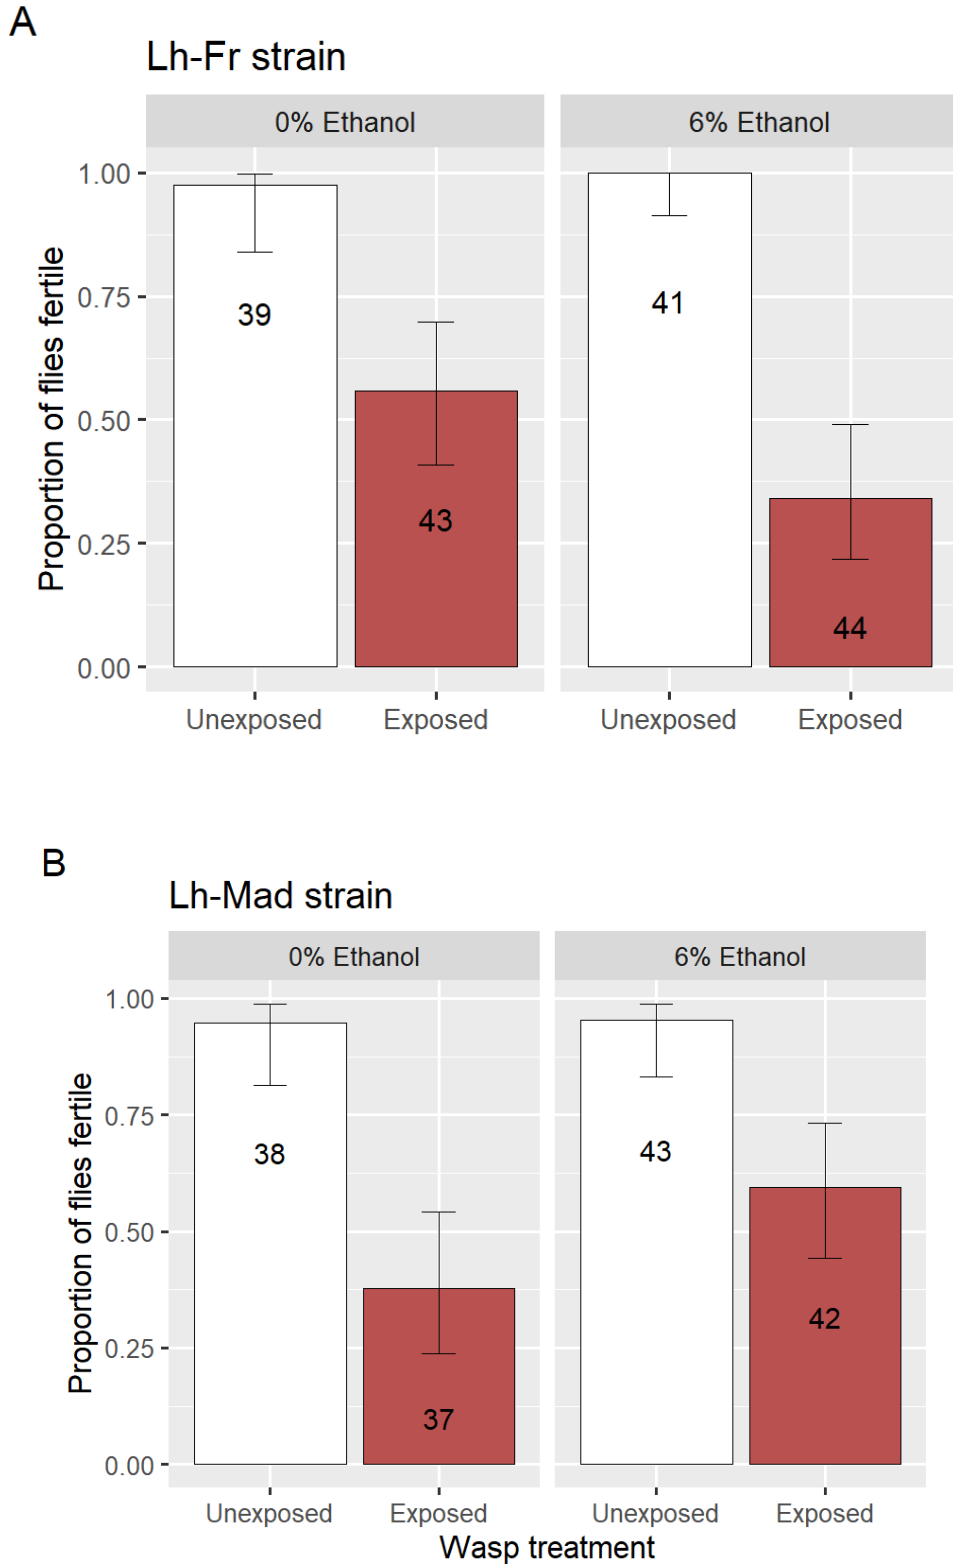 A
Lh-Fr strain
0% Ethanol
6% Ethanol
Proportion of flies fertile
1.00
0.75
0.50
0.25
0.00
39
43
41
44
Unexposed
Exposed
Unexposed
Exposed
B
Lh-Mad strain
0% Ethanol
6% Ethanol
Proportion of flies fertile
1.00
0.75
0.50
0.25
0.00
38
37
43
42
Unexposed
Exposed
Unexposed
Exposed
Wasp treatment